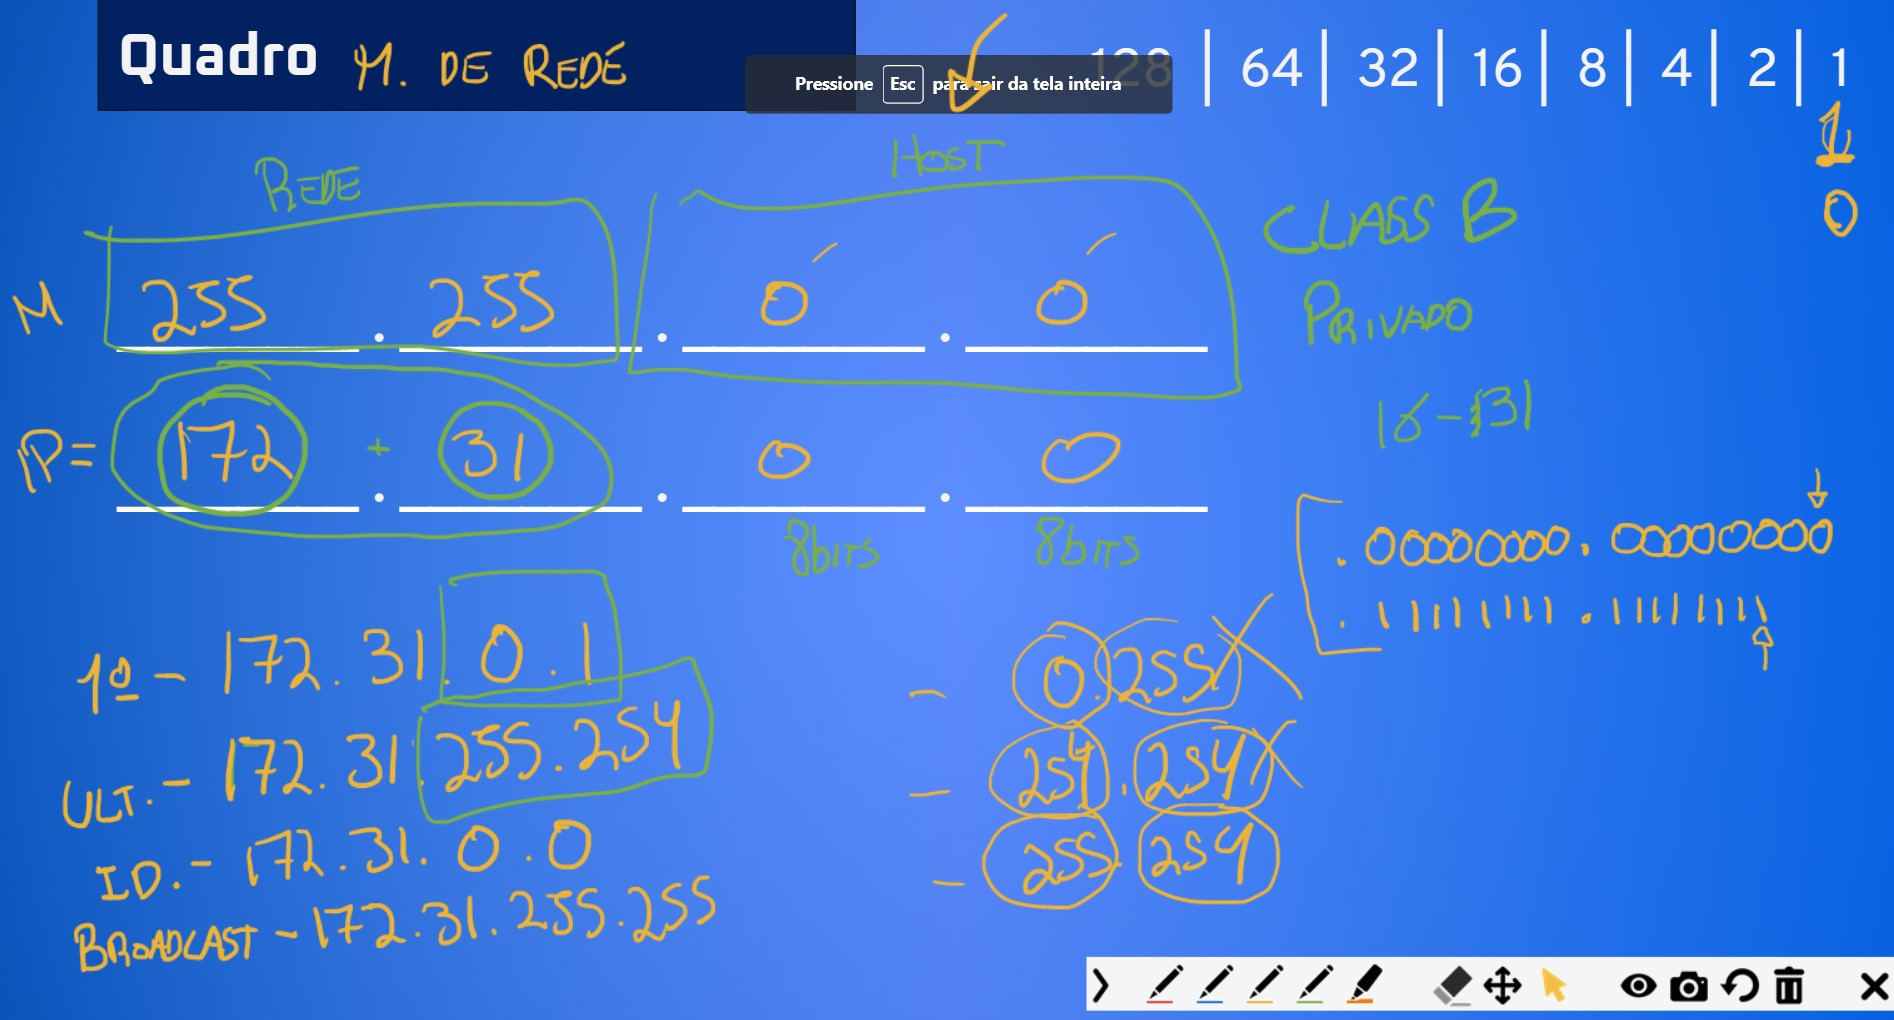 Quadro M. DE REDE
Pressione Esc para sair da tela inteira
128 | 64 | 32 | 16 | 8 | 4 | 2 | 1
1
0
REDE
HOST
CLASS B
PRIVADO
16-31
M 255 . 255 . 0 . 0
IP= 172 + . 31 . 0 . 0
8bits 8bits
.00000000.00000000
.11111111.11111111
1º - 172.31.0.1
ULT. - 172.31.255.254
ID. - 172.31.0.0
BROADCAST - 172.31.255.255
- 0.255
- 254.254
- 255.254